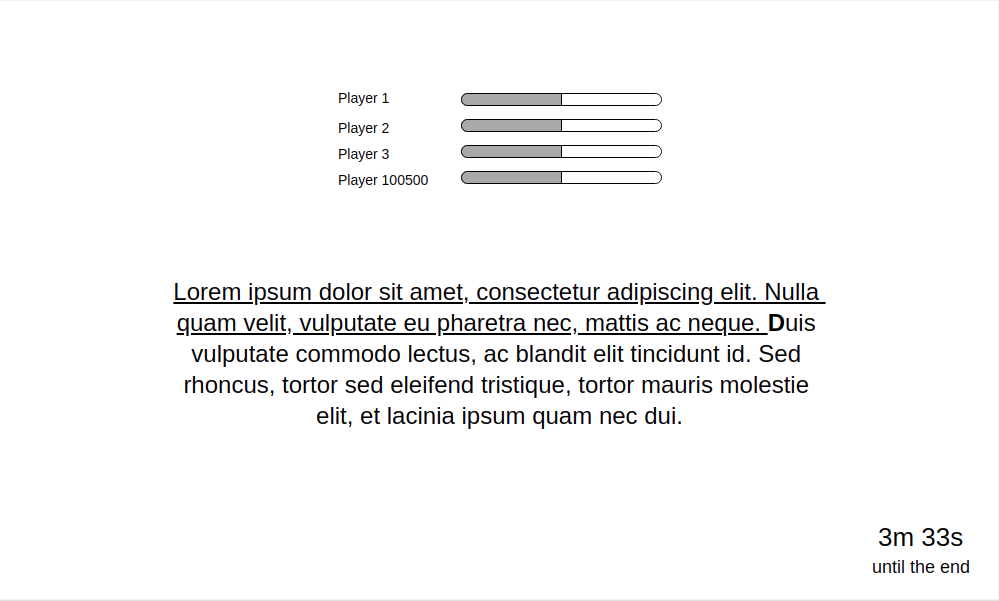 Player 1
Player 2
Player 3
Player 100500
Lorem ipsum dolor sit amet, consectetur adipiscing elit. Nulla
quam velit, vulputate eu pharetra nec, mattis ac neque. Duis
vulputate commodo lectus, ac blandit elit tincidunt id. Sed
rhoncus, tortor sed eleifend tristique, tortor mauris molestie
elit, et lacinia ipsum quam nec dui.
3m 33s
until the end